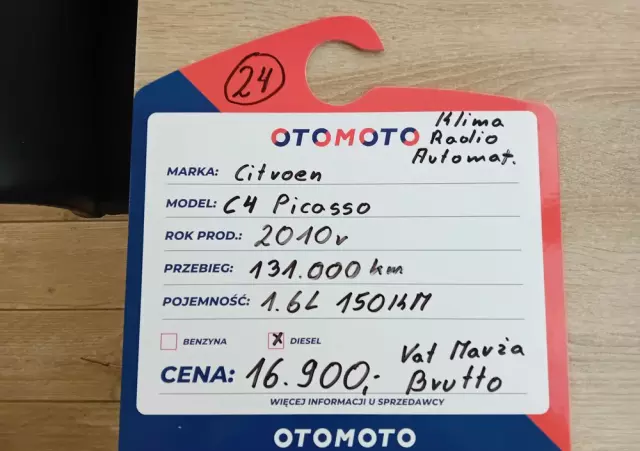 24
OTOMOTO
Klima
Radio
Automat.
MARKA: Citroen
MODEL: C4 Picasso
ROK PROD.: 2010r
PRZEBIEG: 131.000 km
POJEMNOŚĆ: 1.6L 150KM
BENZYNA X DIESEL
CENA: 16.900,-
Vat Marża
Brutto
WIĘCEJ INFORMACJI U SPRZEDAWCY
OTOMOTO